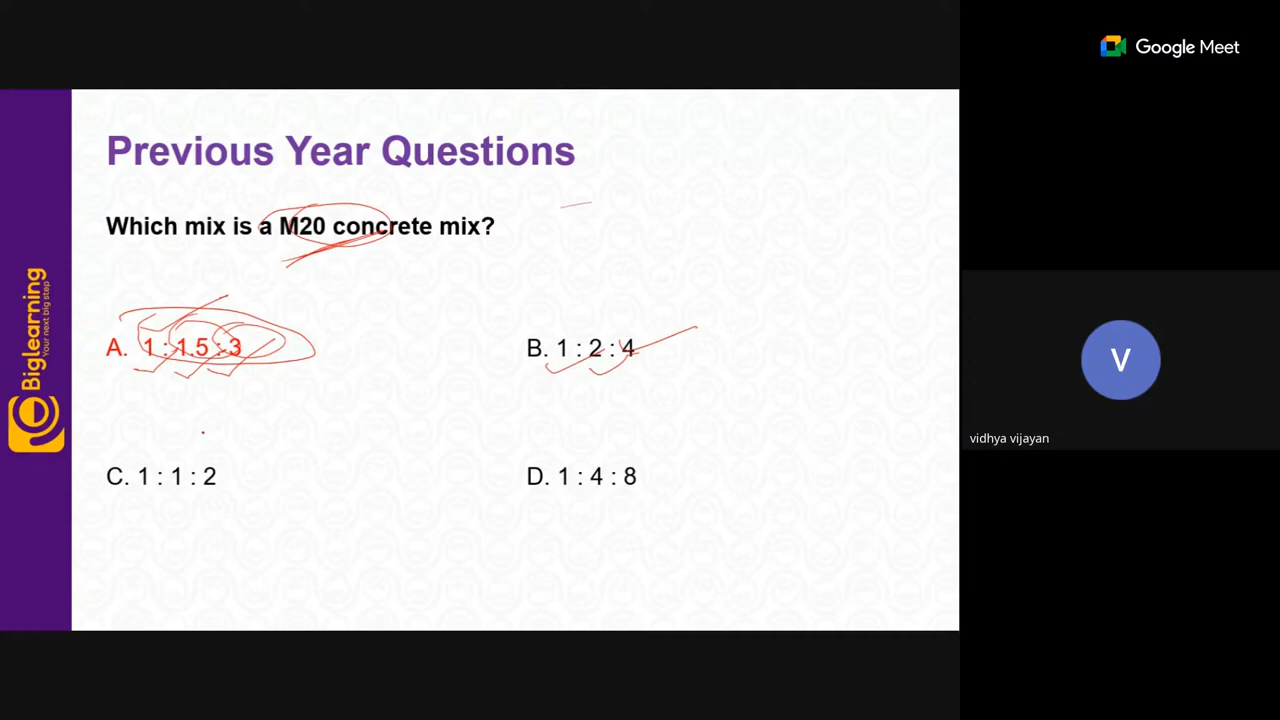 Google Meet
Previous Year Questions
Which mix is a M20 concrete mix?
A. 1 : 1.5 : 3
B. 1 : 2 : 4
C. 1 : 1 : 2
D. 1 : 4 : 8
Biglearning
Your next big step
V
vidhya vijayan